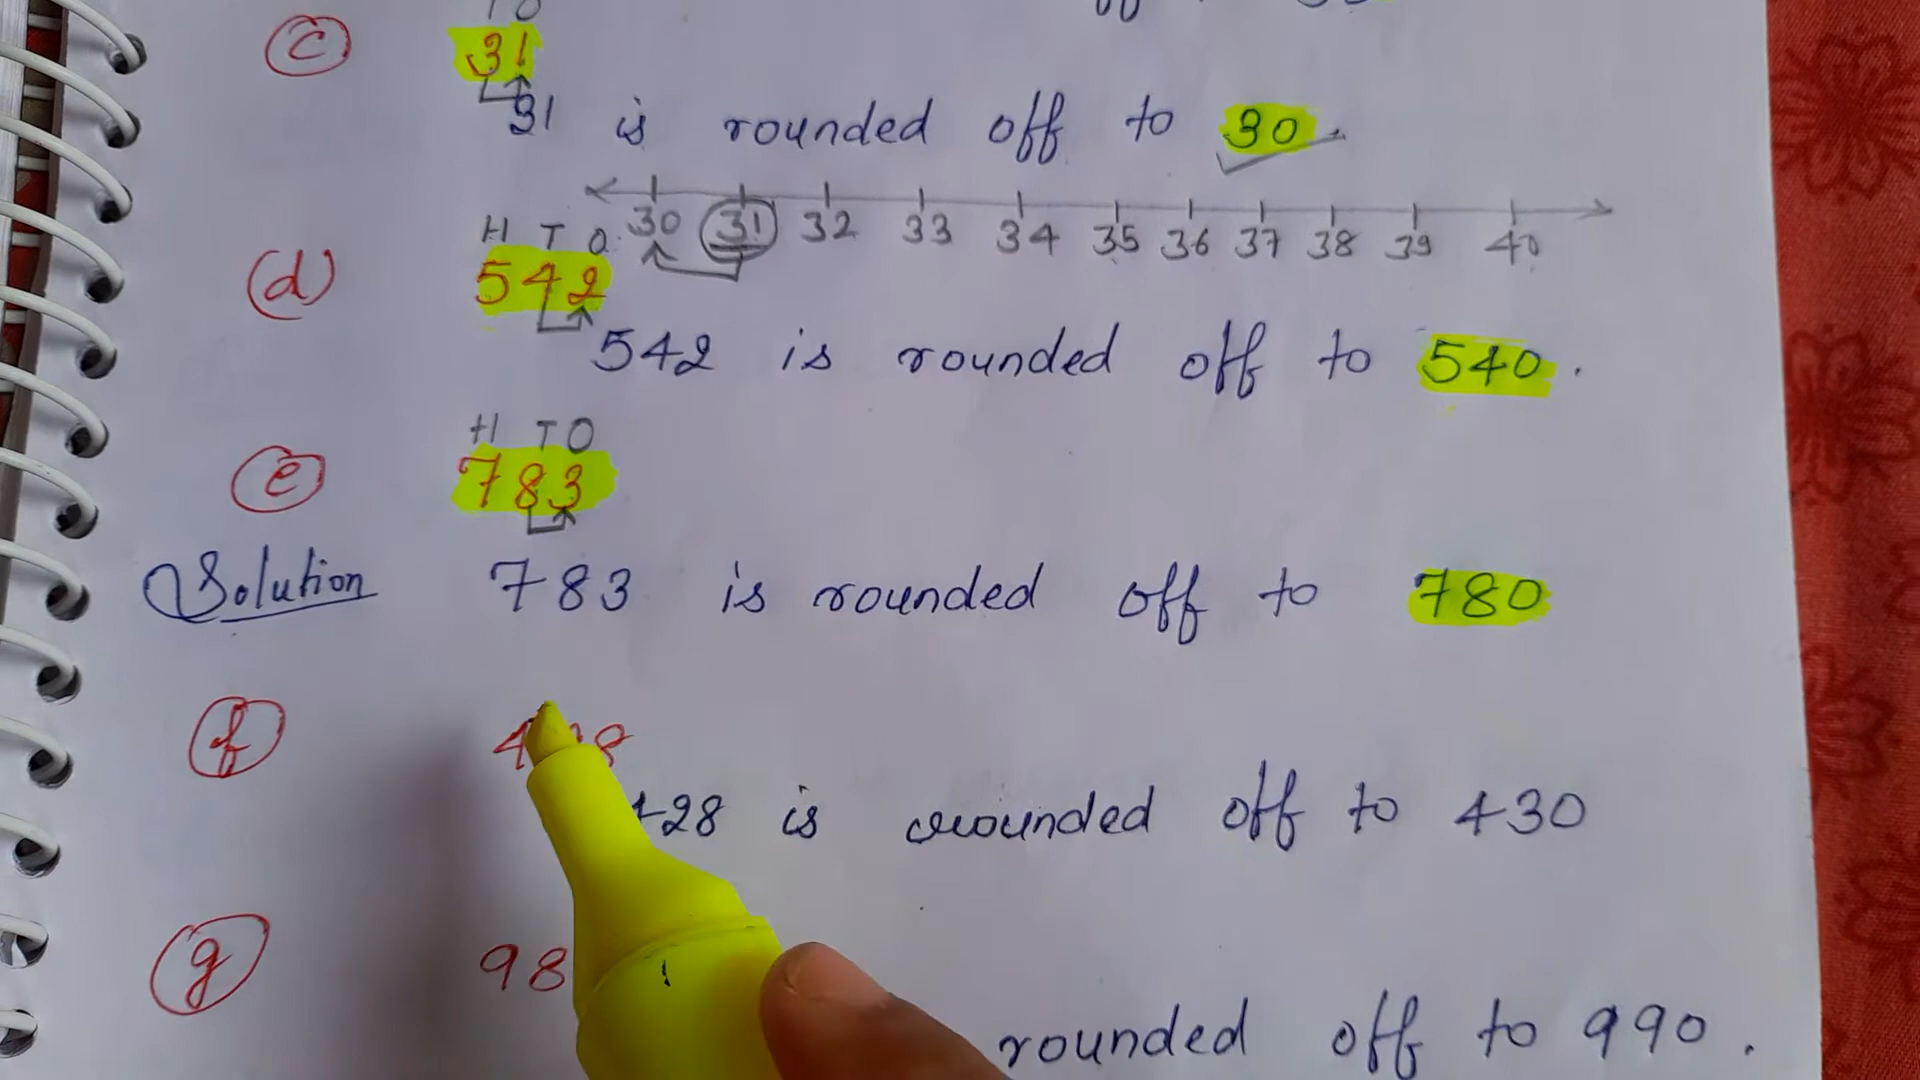 T O
c 31
31 is rounded off to 30.
30 31 32 33 34 35 36 37 38 39 40
H T O
(d) 542
542 is rounded off to 540.
H T O
e 783
Solution 783 is rounded off to 780
f
428 is rounded off to 430
g 98
rounded off to 990.